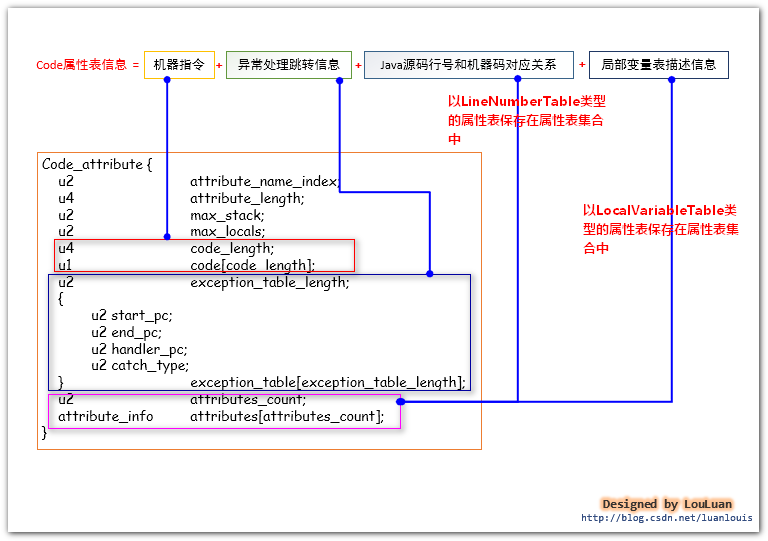 Code属性表信息 = 机器指令 + 异常处理跳转信息 + Java源码行号和机器码对应关系 + 局部变量表描述信息
以LineNumberTable类型
的属性表保存在属性表集合
中
以LocalVariableTable类
型的属性表保存在属性表集
合中
Code_attribute {
u2 attribute_name_index;
u4 attribute_length;
u2 max_stack;
u2 max_locals;
u4 code_length;
u1 code[code_length];
u2 exception_table_length;
{
u2 start_pc;
u2 end_pc;
u2 handler_pc;
u2 catch_type;
} exception_table[exception_table_length];
u2 attributes_count;
attribute_info attributes[attributes_count];
}
Designed by LouLuan
http://blog.csdn.net/luanlouis